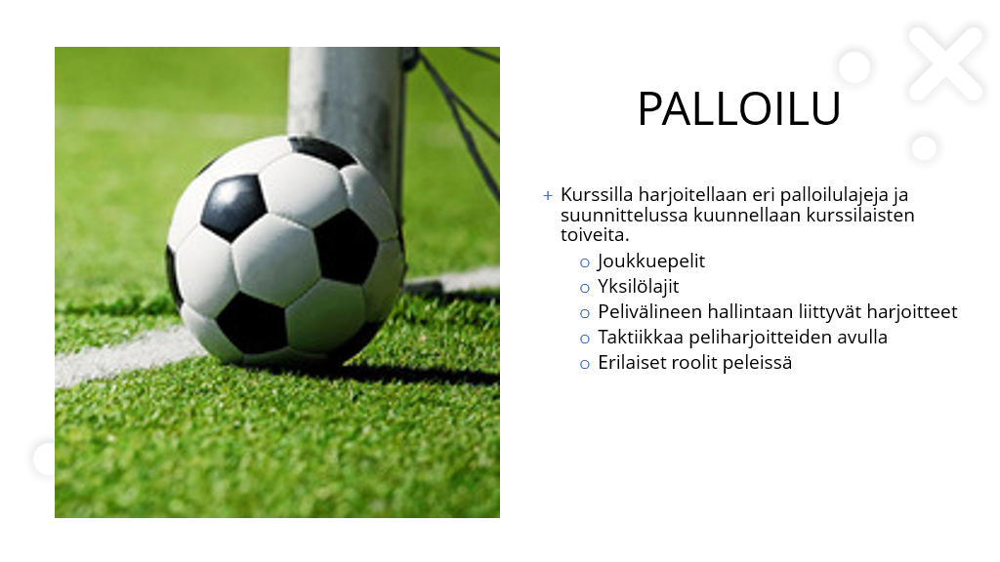 PALLOILU
+ Kurssilla harjoitellaan eri palloilulajeja ja
suunnittelussa kuunnellaan kurssilaisten
toiveita.
o Joukkuepelit
o Yksilölajit
o Pelivälineen hallintaan liittyvät harjoitteet
o Taktiikkaa peliharjoitteiden avulla
o Erilaiset roolit peleissä